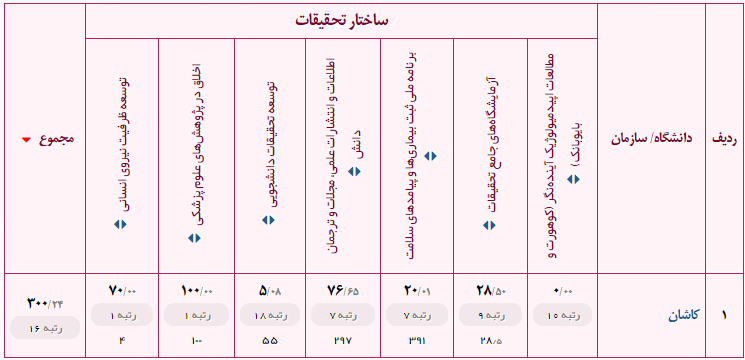 ساختار تحقیقات
ردیف
دانشگاه/ سازمان
مطالعات اپیدمیولوژیک آینده‌نگر (کوهورت و
بایوبانک)
آزمایشگاه‌های جامع تحقیقات
برنامه ملی ثبت بیماری‌ها و پیامدهای سلامت
اطلاعات و انتشارات علمی، مجلات و ترجمان
دانش
توسعه تحقیقات دانشجویی
اخلاق در پژوهش‌های علوم پزشکی
توسعه ظرفیت نیروی انسانی
مجموع
۱
کاشان
۰/۰۰
رتبه ۱۰
۲۸/۵۰
رتبه ۹
۲۸٫۵
۲۰/۰۱
رتبه ۷
۳۹۱
۷۶/۶۵
رتبه ۷
۲۹۷
۵/۰۸
رتبه ۱۸
۵۵
۱۰۰/۰۰
رتبه ۱
۱۰۰
۷۰/۰۰
رتبه ۱
۴
۳۰۰/۲۴
رتبه ۱۶